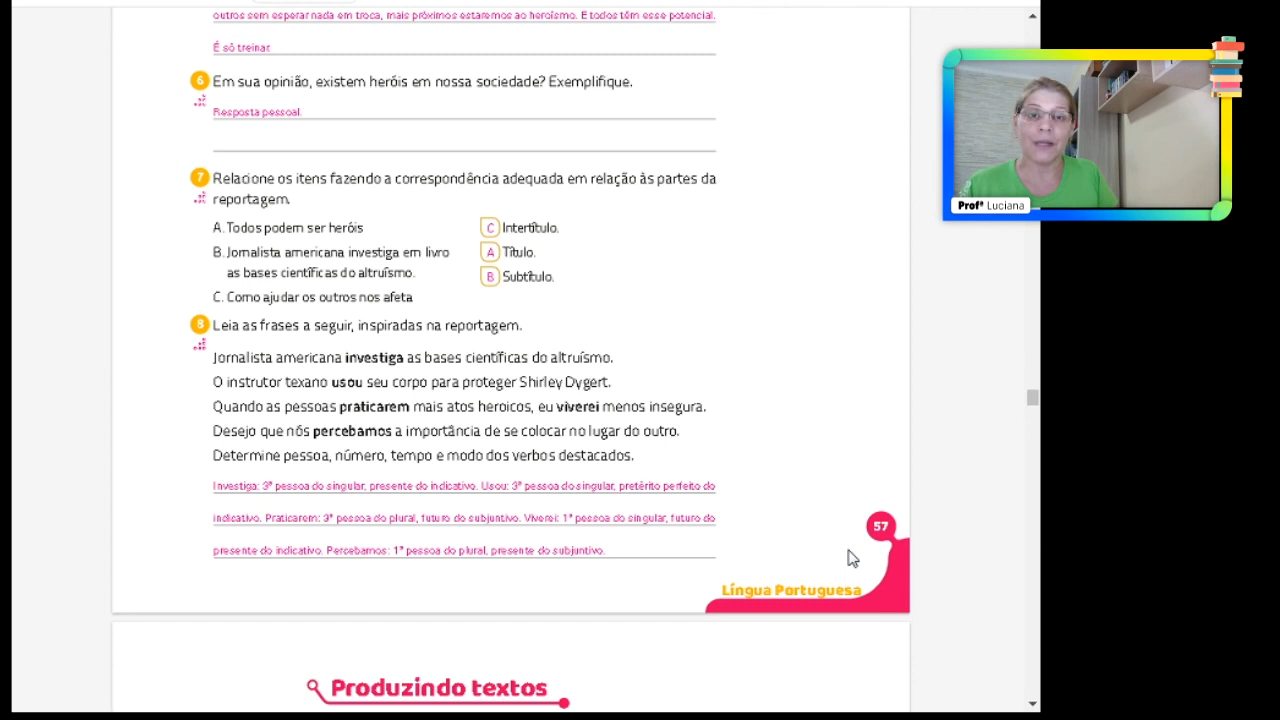 outros sem esperar nada em troca, mais próximos estaremos ao heroísmo. E todos têm esse potencial.
É só treinar.
6 Em sua opinião, existem heróis em nossa sociedade? Exemplifique.
Resposta pessoal.
7 Relacione os itens fazendo a correspondência adequada em relação às partes da
reportagem.
A. Todos podem ser heróis
C Intertítulo.
B. Jornalista americana investiga em livro
as bases científicas do altruísmo.
A Título.
B Subtítulo.
C. Como ajudar os outros nos afeta
8 Leia as frases a seguir, inspiradas na reportagem.
Jornalista americana investiga as bases científicas do altruísmo.
O instrutor texano usou seu corpo para proteger Shirley Dygert.
Quando as pessoas praticarem mais atos heroicos, eu viverei menos insegura.
Desejo que nós percebamos a importância de se colocar no lugar do outro.
Determine pessoa, número, tempo e modo dos verbos destacados.
Investiga: 3ª pessoa do singular, presente do indicativo. Usou: 3ª pessoa do singular, pretérito perfeito do
indicativo. Praticarem: 3ª pessoa do plural, futuro do subjuntivo. Viverei: 1ª pessoa do singular, futuro do
presente do indicativo. Percebamos: 1ª pessoa do plural, presente do subjuntivo.
57
Língua Portuguesa
Produzindo textos
Profª Luciana